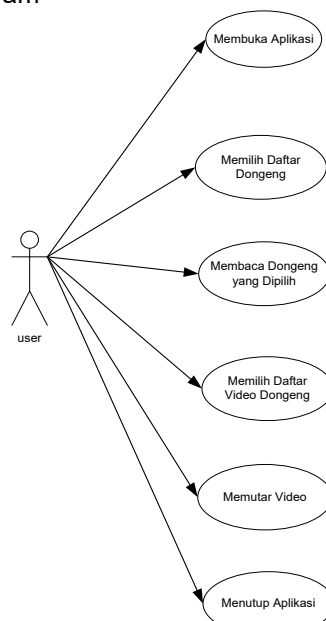 Membuka Aplikasi
Memilih Daftar
Dongeng
Membaca Dongeng
yang Dipilih
user
Memilih Daftar
Video Dongeng
Memutar Video
Menutup Aplikasi